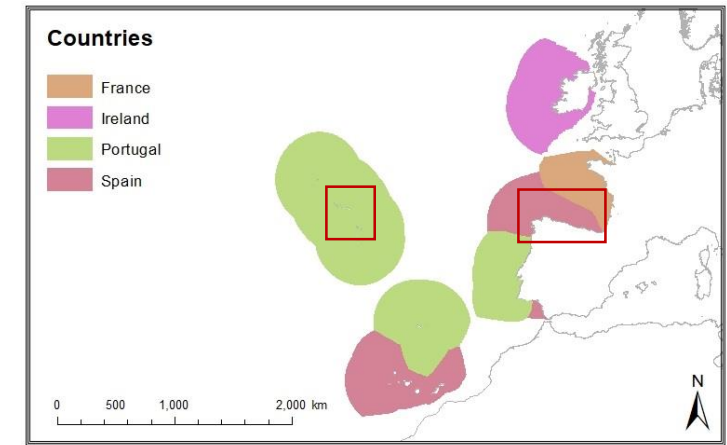 Countries
France
Ireland
Portugal
Spain
N
0 500 1,000 2,000 km